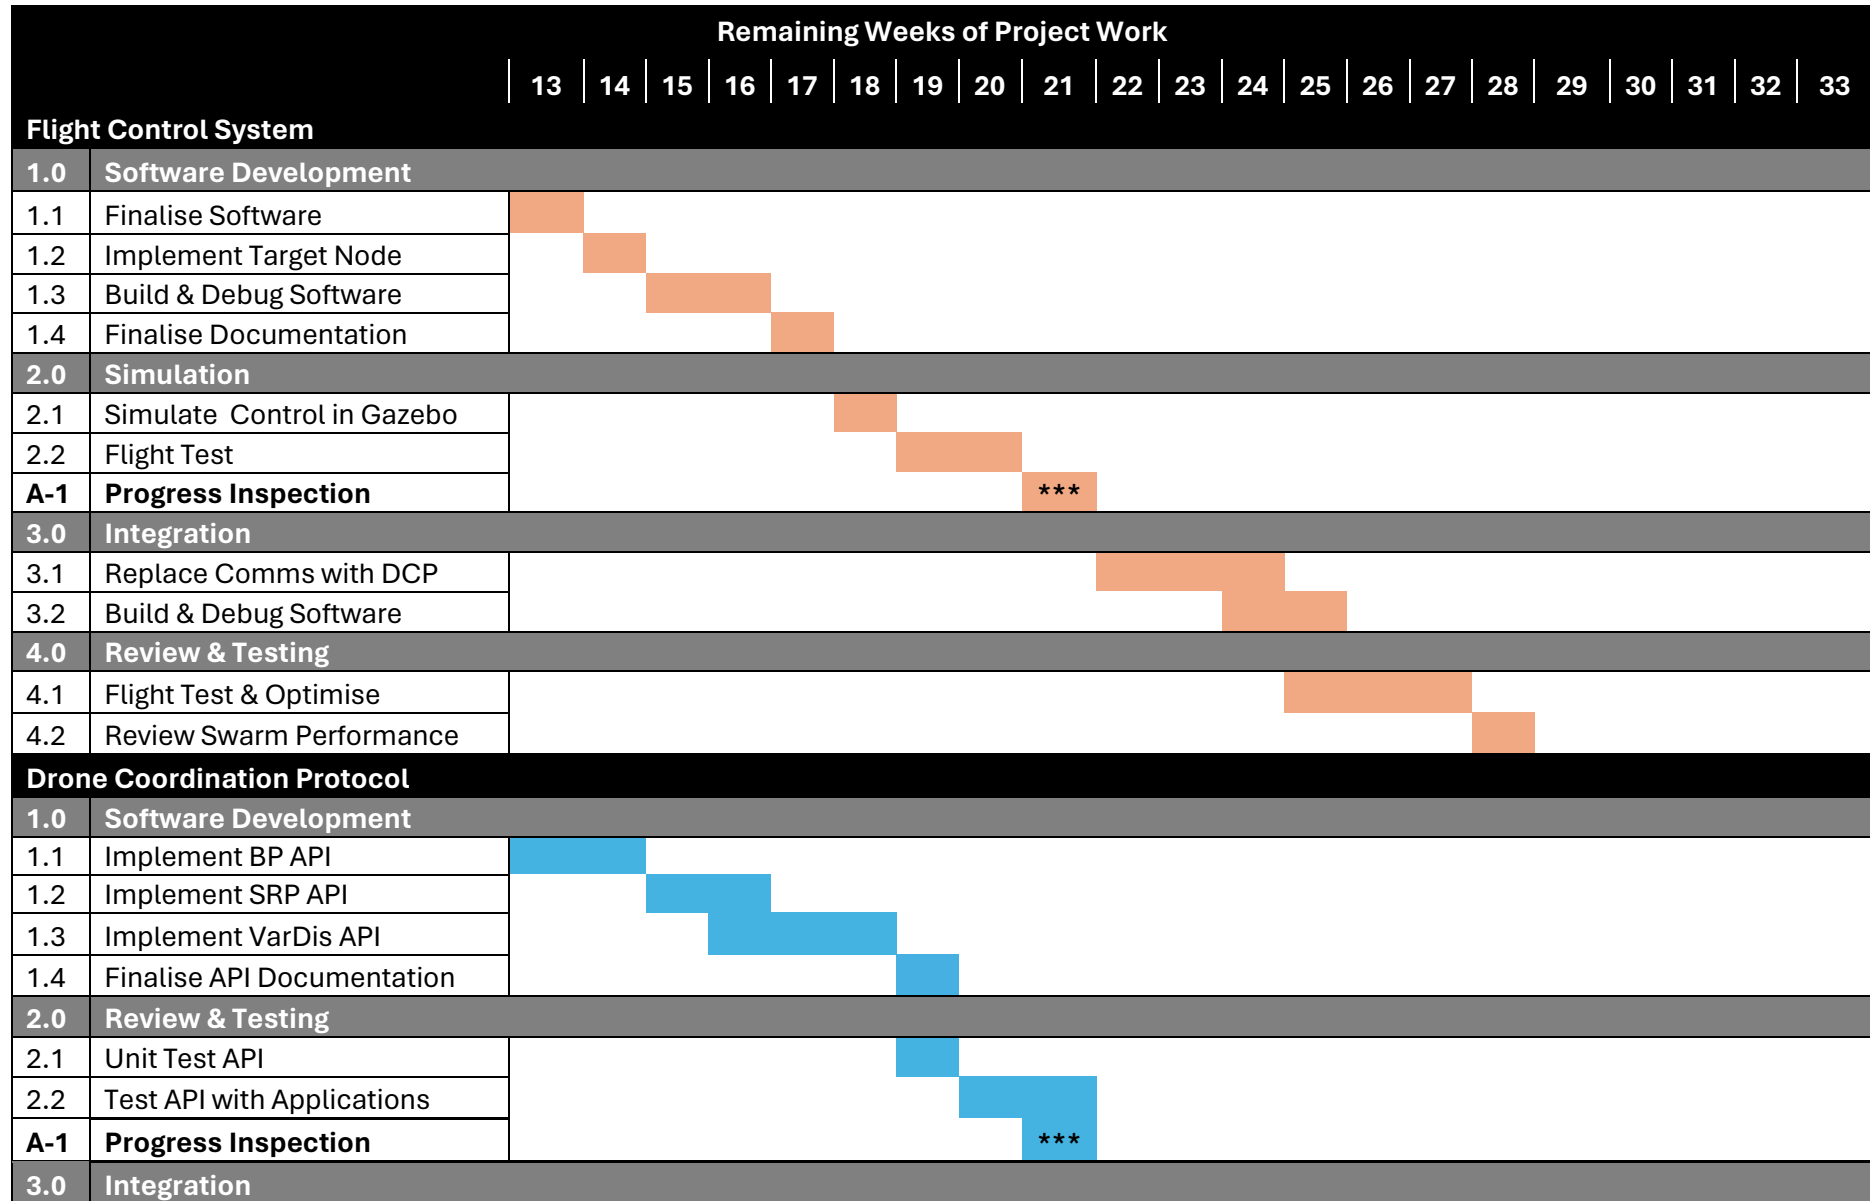 Remaining Weeks of Project Work
13 14 15 16 17 18 19 20 21 22 23 24 25 26 27 28 29 30 31 32 33
Flight Control System
1.0 Software Development
1.1 Finalise Software
1.2 Implement Target Node
1.3 Build & Debug Software
1.4 Finalise Documentation
2.0 Simulation
2.1 Simulate Control in Gazebo
2.2 Flight Test
A-1 Progress Inspection ***
3.0 Integration
3.1 Replace Comms with DCP
3.2 Build & Debug Software
4.0 Review & Testing
4.1 Flight Test & Optimise
4.2 Review Swarm Performance
Drone Coordination Protocol
1.0 Software Development
1.1 Implement BP API
1.2 Implement SRP API
1.3 Implement VarDis API
1.4 Finalise API Documentation
2.0 Review & Testing
2.1 Unit Test API
2.2 Test API with Applications
A-1 Progress Inspection ***
3.0 Integration